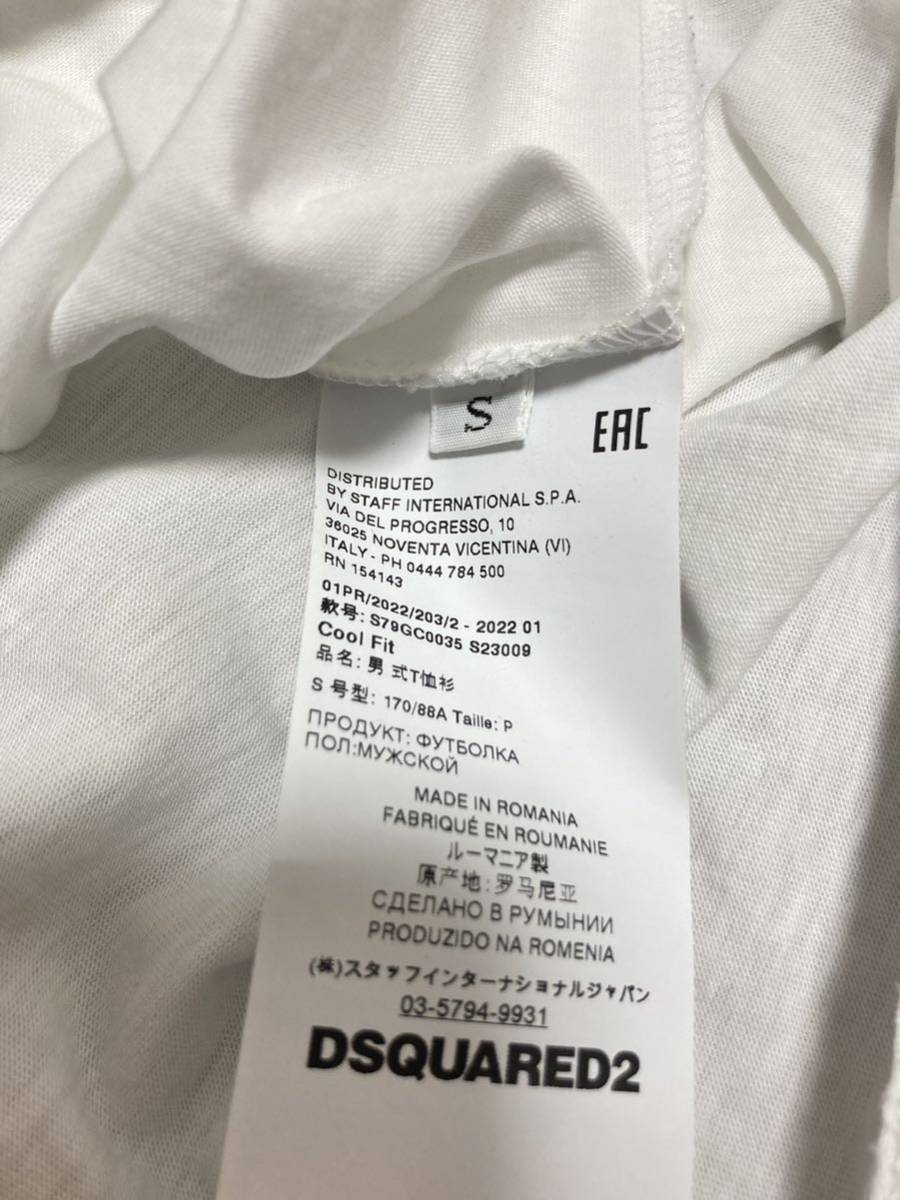 S
EAC
DISTRIBUTED
BY STAFF INTERNATIONAL S.P.A.
VIA DEL PROGRESSO, 10
36025 NOVENTA VICENTINA (VI)
ITALY - PH 0444 784 500
RN 154143
01PR/2022/203/2 - 2022 01
款号: S79GC0035 S23009
Cool Fit
品名: 男 式T恤衫
S 号型: 170/88A Taille: P
ПРОДУКТ: ФУТБОЛКА
ПОЛ:МУЖСКОЙ
MADE IN ROMANIA
FABRIQUÉ EN ROUMANIE
ルーマニア製
原产地: 罗马尼亚
СДЕЛАНО В РУМЫНИИ
PRODUZIDO NA ROMENIA
(株)スタッフインターナショナルジャパン
03-5794-9931
DSQUARED2